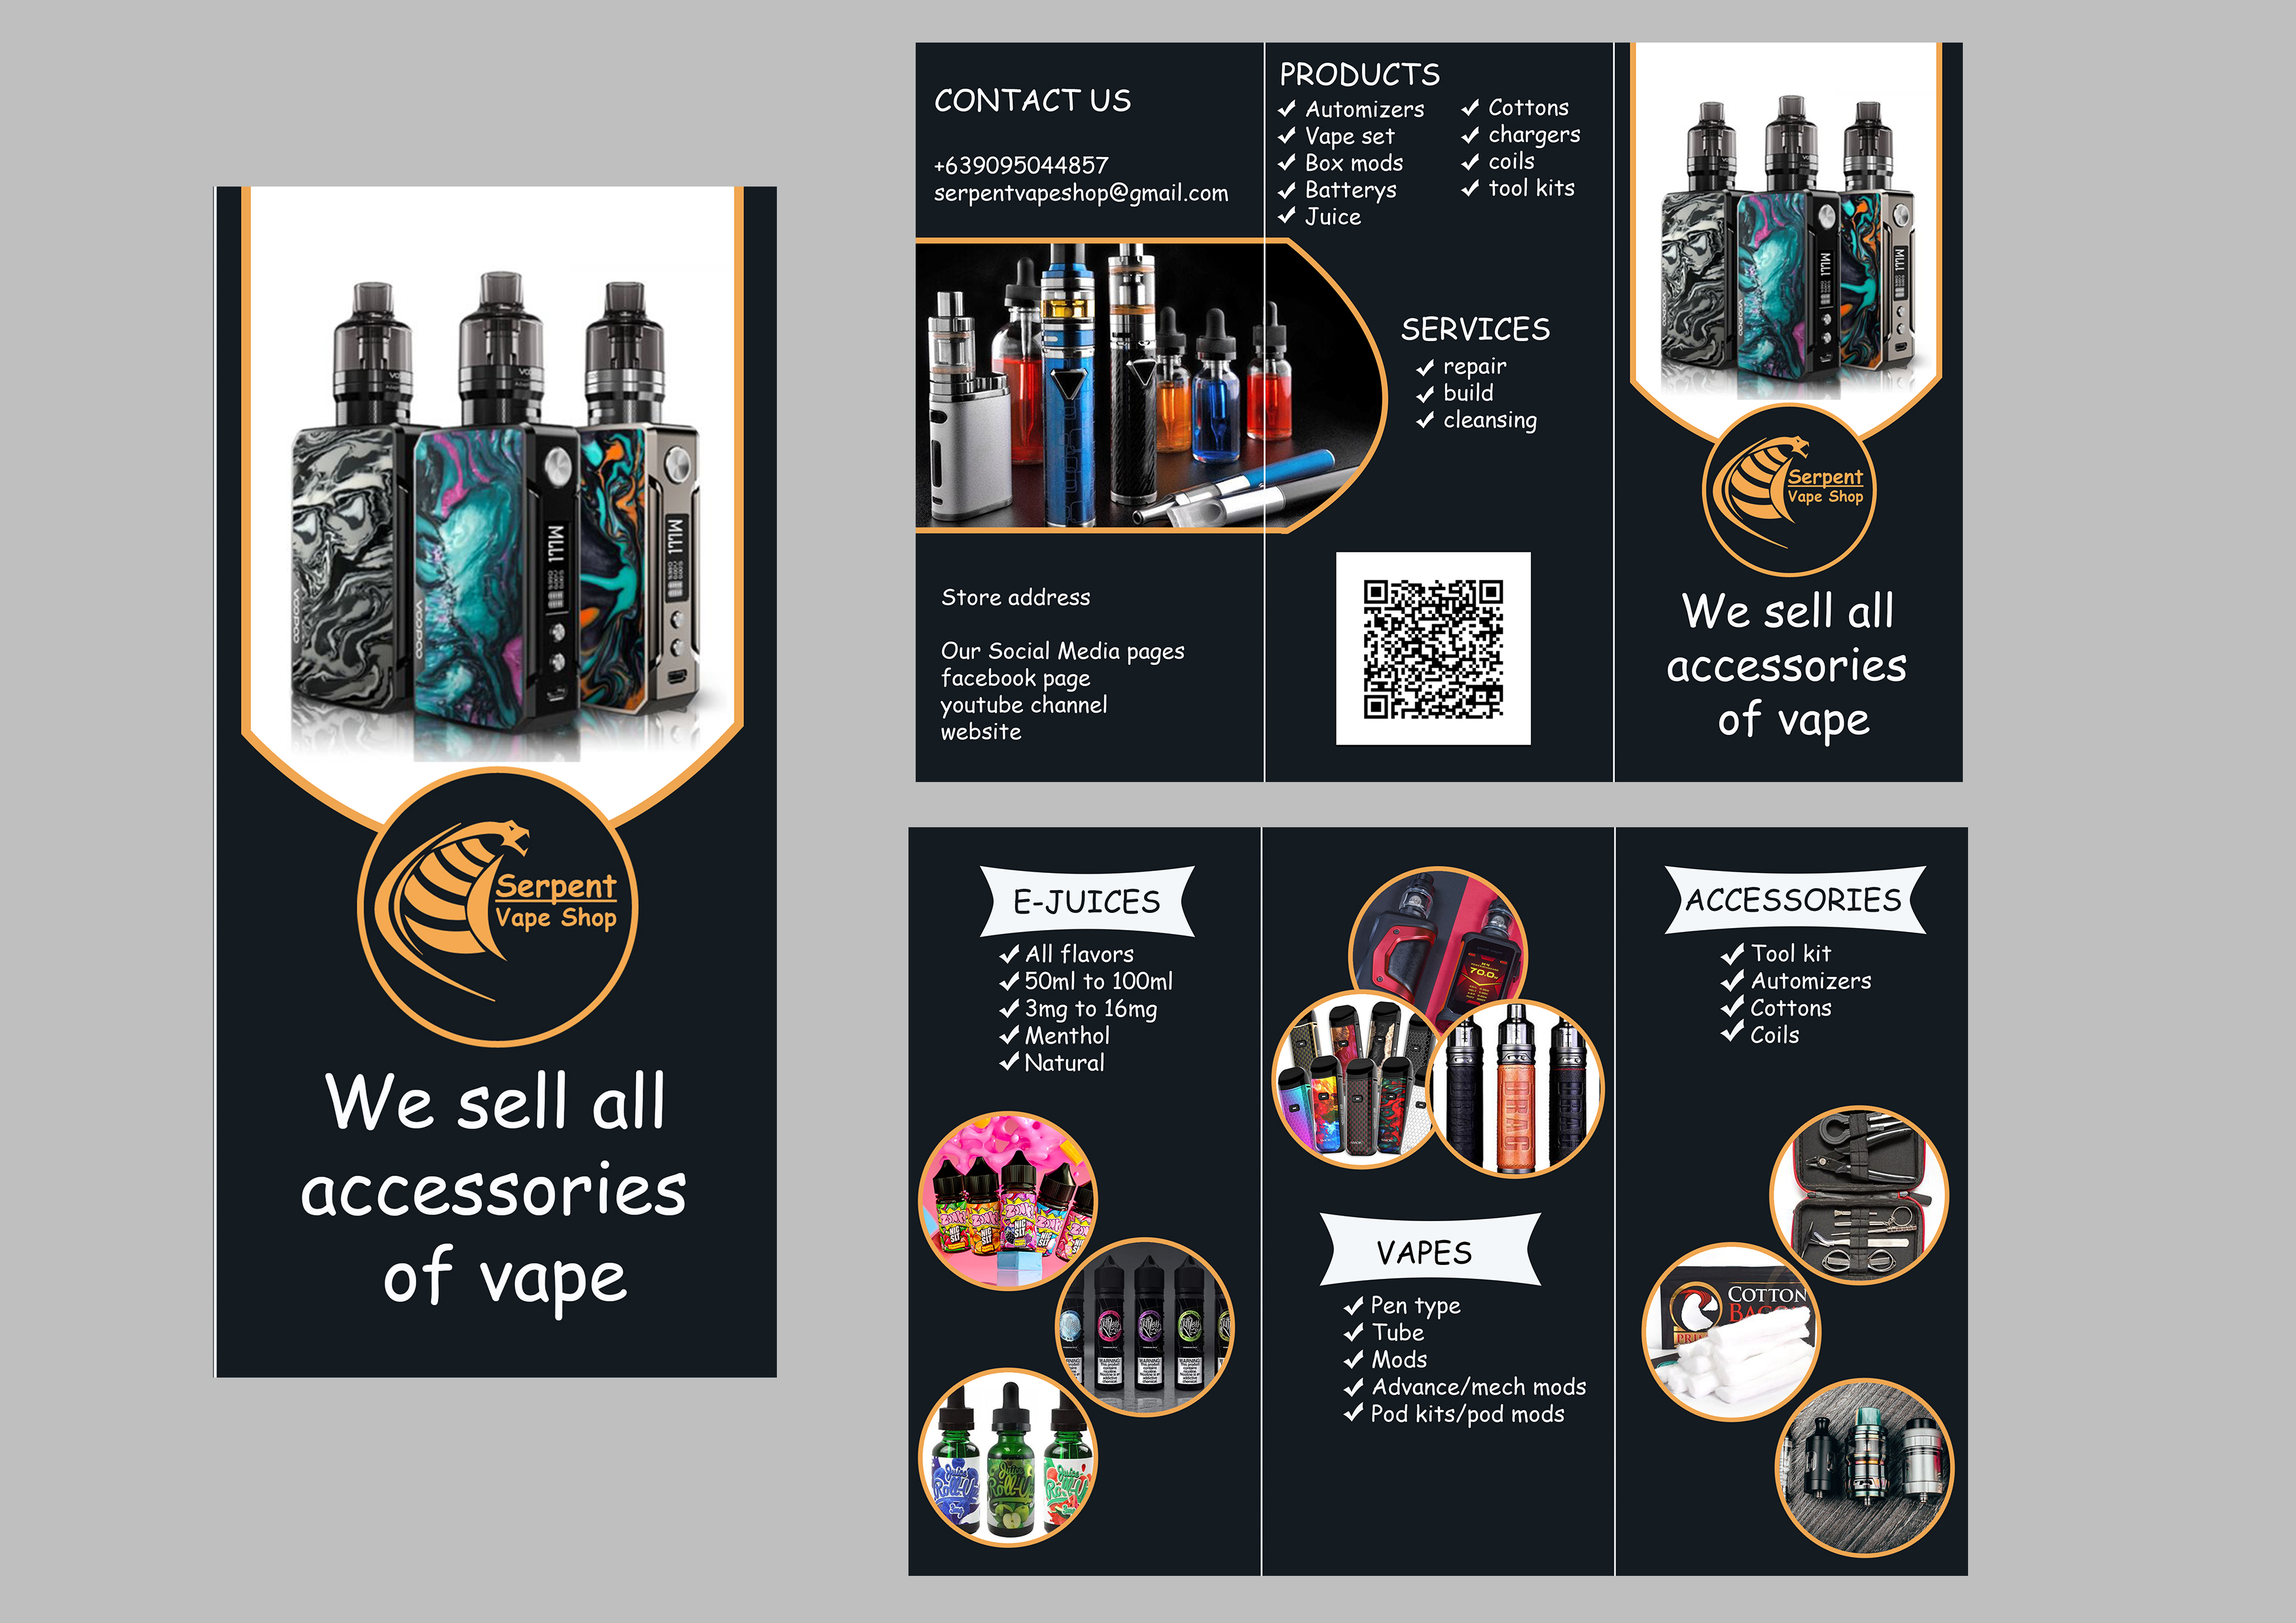 We sell all
accessories
of vape
Serpent
Vape Shop
VOOPOO
VOOPOO
CONTACT US
+639095044857
serpentvapeshop@gmail.com
Store address
Our Social Media pages
facebook page
youtube channel
website
PRODUCTS
Automizers
Vape set
Box mods
Batterys
Juice
Cottons
chargers
coils
tool kits
SERVICES
repair
build
cleansing
Serpent
Vape Shop
We sell all
accessories
of vape
E-JUICES
All flavors
50ml to 100ml
3mg to 16mg
Menthol
Natural
VAPES
Pen type
Tube
Mods
Advance/mech mods
Pod kits/pod mods
70.0
ACCESSORIES
Tool kit
Automizers
Cottons
Coils
COTTON